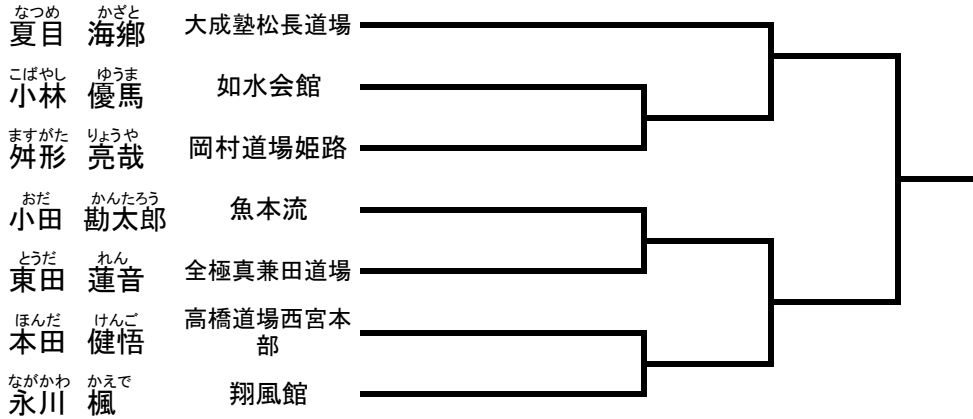 なつめ かざと
夏目 海郷 大成塾松長道場
こばやし ゆうま
小林 優馬 如水会館
ますがた りょうや
舛形 亮哉 岡村道場姫路
おだ かんたろう
小田 勘太郎 魚本流
とうだ れん
東田 蓮音 全極真兼田道場
ほんだ けんご
本田 健悟 高橋道場西宮本
部
ながかわ かえで
永川 楓 翔風館